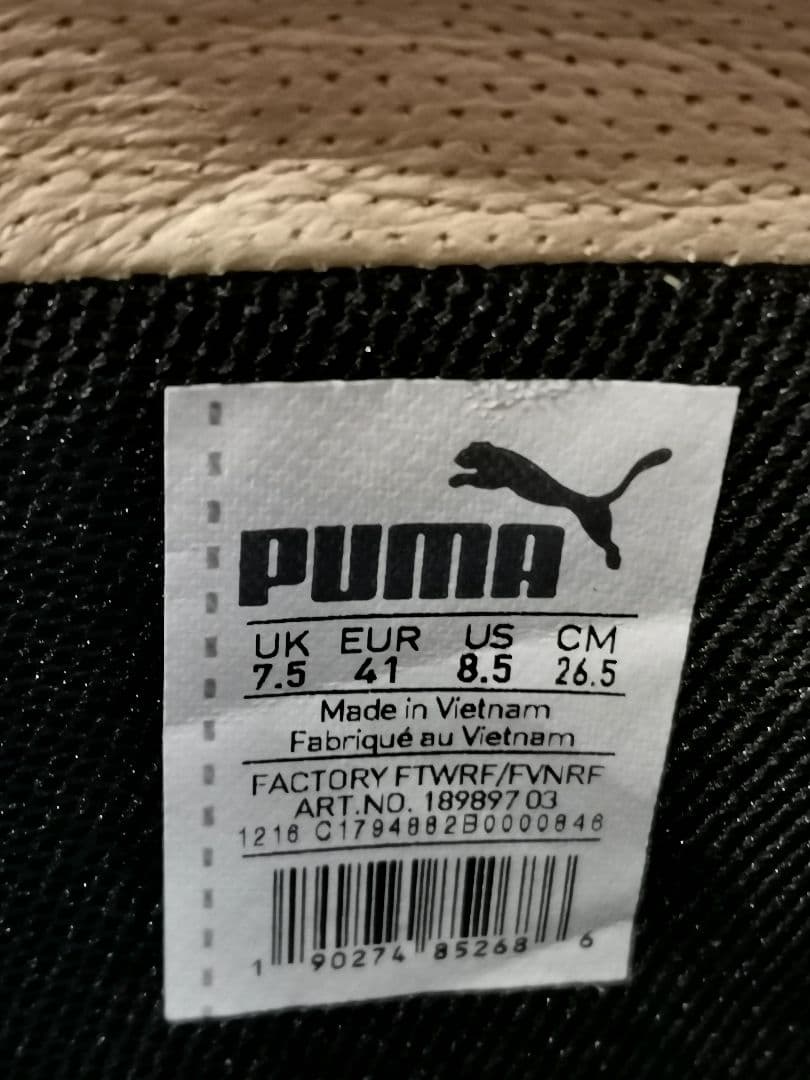 PUMA
UK EUR US CM
7.5 41 8.5 26.5
Made in Vietnam
Fabriqué au Vietnam
FACTORY FTWRF/FVNRF
ART.NO. 189897 03
1216 C1794882B0000846
1 90274 85268 6